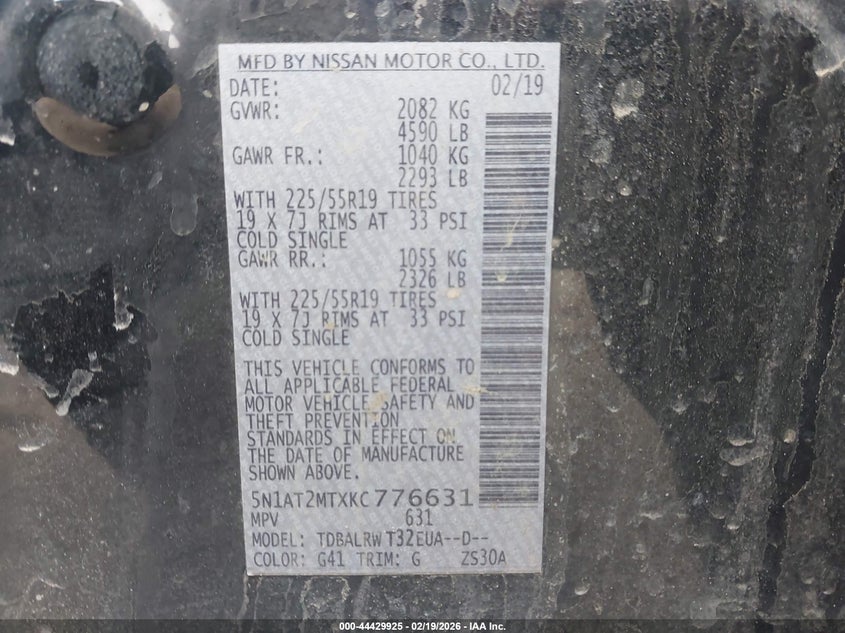 MFD BY NISSAN MOTOR CO., LTD.
DATE: 02/19
GVWR: 2082 KG
4590 LB
GAWR FR.: 1040 KG
2293 LB
WITH 225/55R19 TIRES
19 X 7J RIMS AT 33 PSI
COLD SINGLE
GAWR RR.: 1055 KG
2326 LB
WITH 225/55R19 TIRES
19 X 7J RIMS AT 33 PSI
COLD SINGLE
THIS VEHICLE CONFORMS TO
ALL APPLICABLE FEDERAL
MOTOR VEHICLE SAFETY AND
THEFT PREVENTION
STANDARDS IN EFFECT ON
THE DATE OF MANUFACTURE
SHOWN ABOVE.
5N1AT2MTXKC776631
MPV 631
MODEL: TDBALRW T32EUA--D--
COLOR: G41 TRIM: G ZS30A
000-44429925 - 02/19/2026 - IAA Inc.